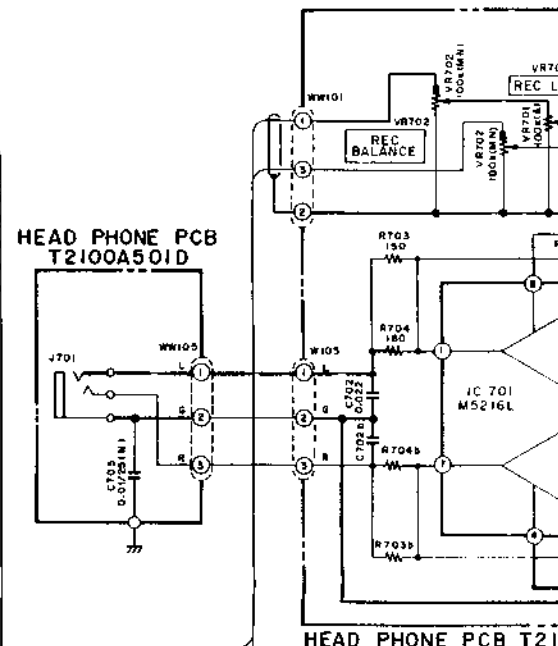 VR702
100K(MN)
VR70
REC L
WW101
1
VR702
REC
BALANCE
VR702
100K(MN)
VR701
100K(A)
3
2
HEAD PHONE PCB
T2100A501D
R703
150
8
J701
WW105
W105
R704
180
1
L
1
1
L
C702
0.022
IC 701
M5216L
G
2
2
G
C702b
R
3
3
R
R704b
7
C705
0.01/25(N)
R703b
4
HEAD PHONE PCB T21